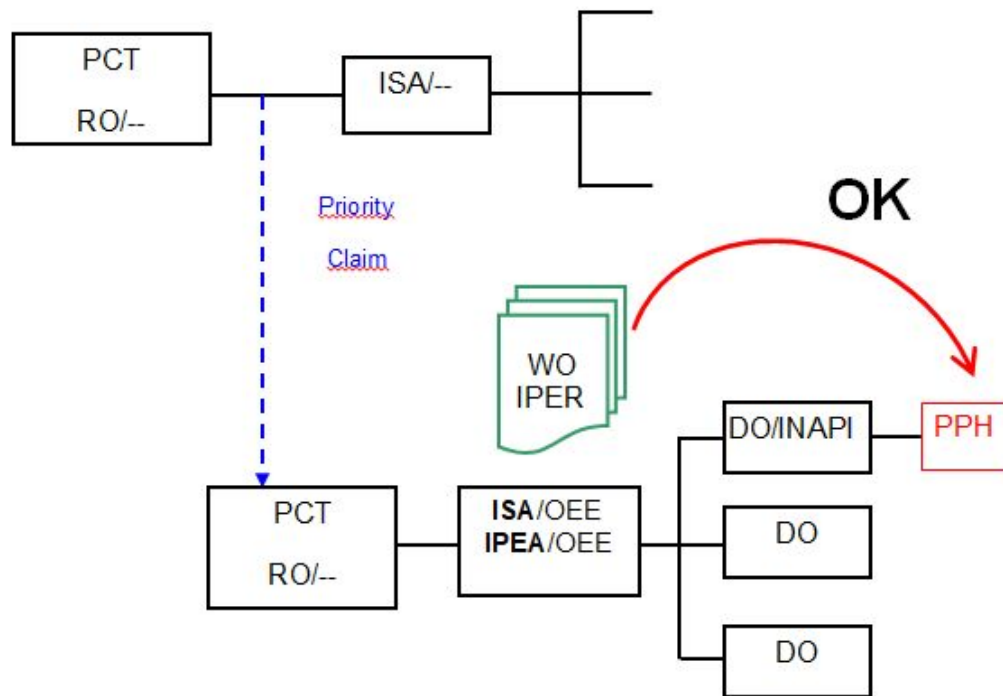 PCT
RO/--
ISA/--
Priority
Claim
OK
WO
IPER
DO/INAPI
PPH
PCT
RO/--
ISA/OEE
IPEA/OEE
DO
DO